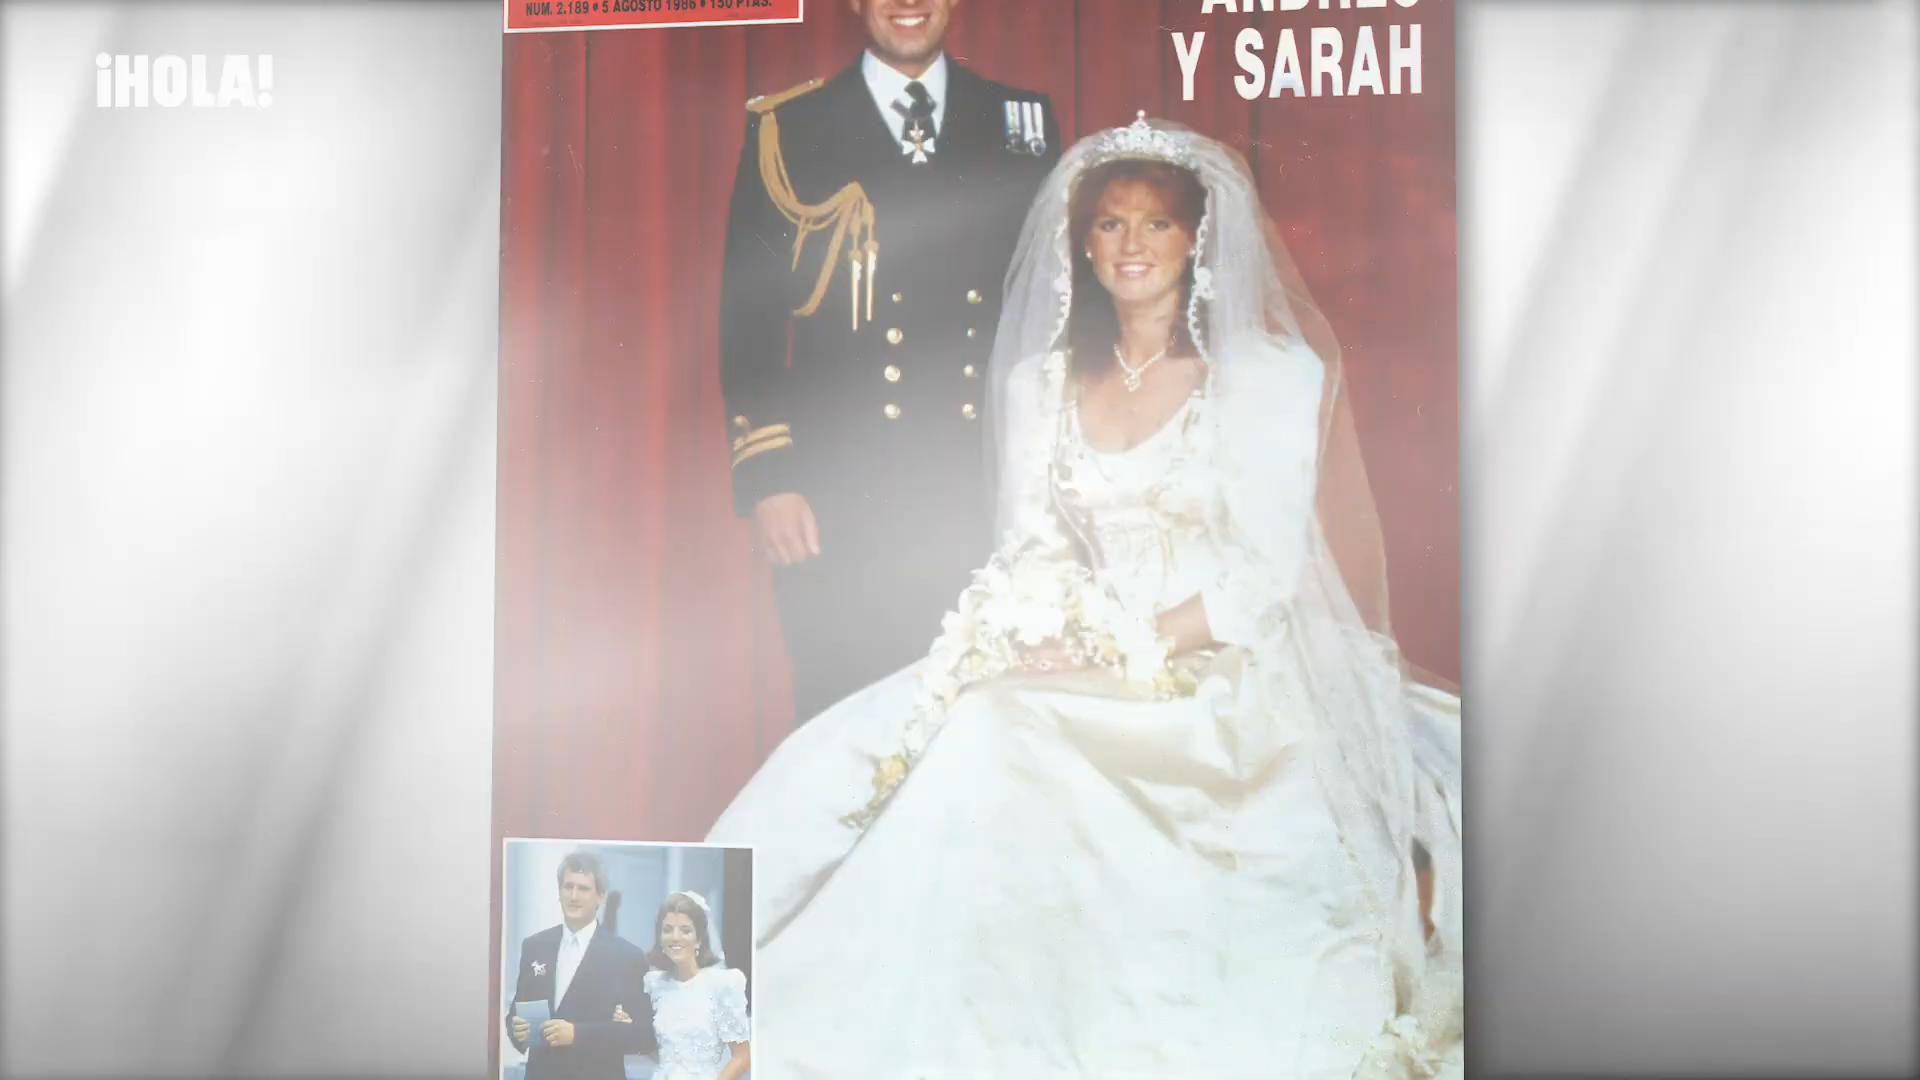 NUM. 2.189 • 5 AGOSTO 1986 • 150 PTAS.
¡HOLA!
Y SARAH